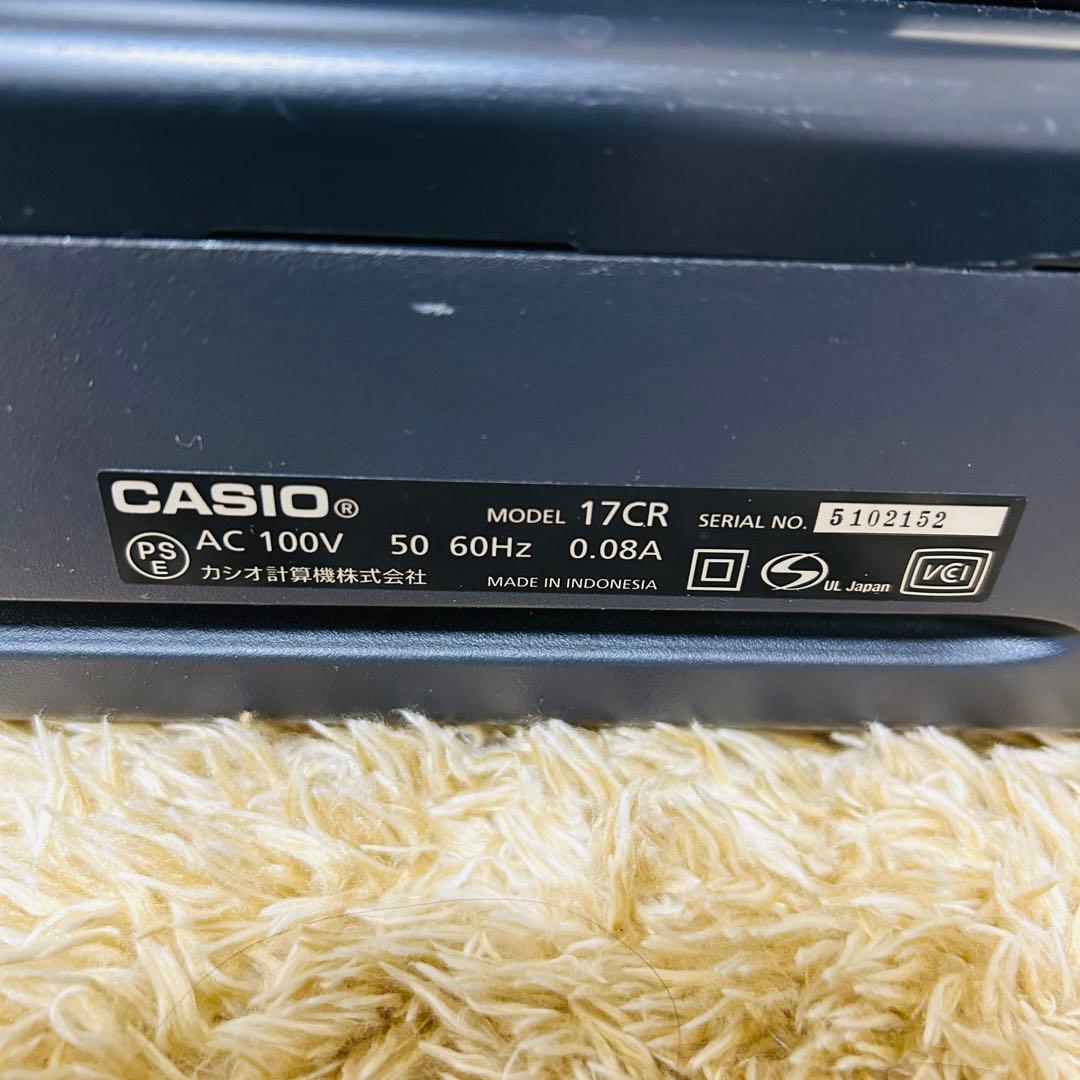 CASIO® MODEL 17CR SERIAL NO. 5102152
PSE AC 100V 50 60Hz 0.08A
カシオ計算機株式会社 MADE IN INDONESIA UL Japan VCI